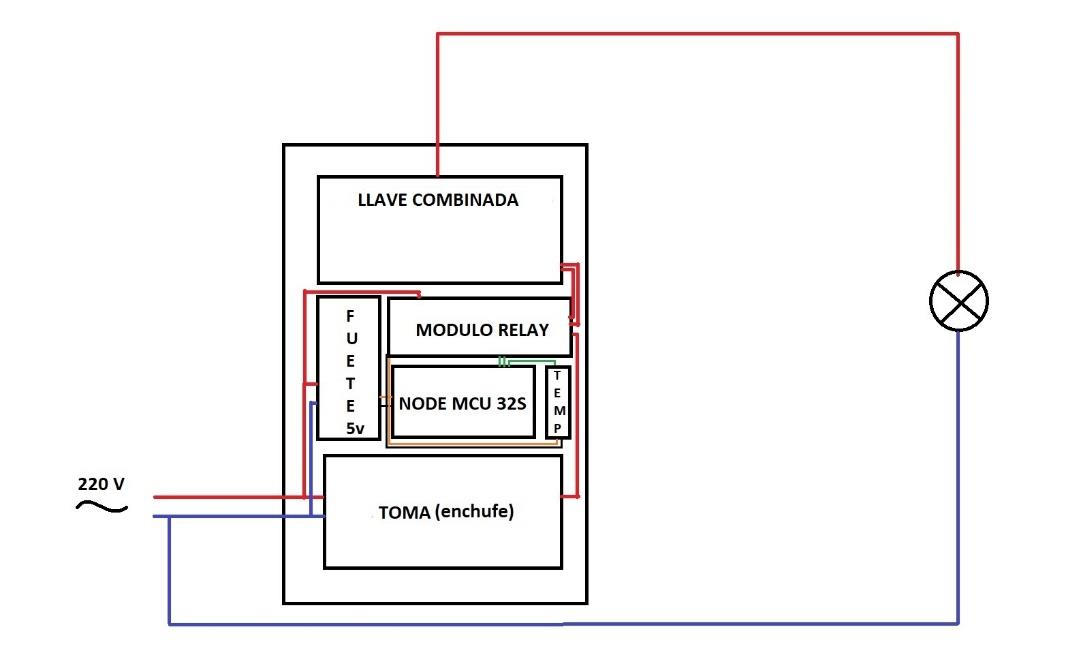 LLAVE COMBINADA
MODULO RELAY
F
U
E
T
E
5v
NODE MCU 32S
T
E
M
P
220 V
TOMA (enchufe)